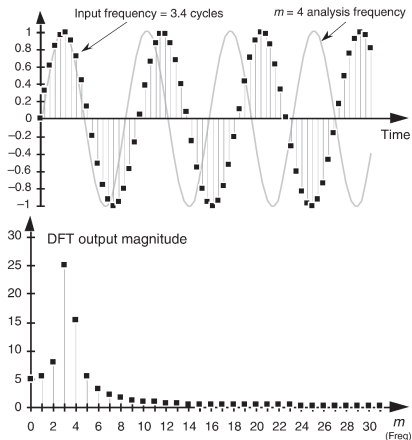 Input frequency = 3.4 cycles
m = 4 analysis frequency
1
0.8
0.6
0.4
0.2
0
−0.2
−0.4
−0.6
−0.8
−1
Time
DFT output magnitude
30
25
20
15
10
5
0
0 2 4 6 8 10 12 14 16 18 20 22 24 26 28 30
m
(Freq)